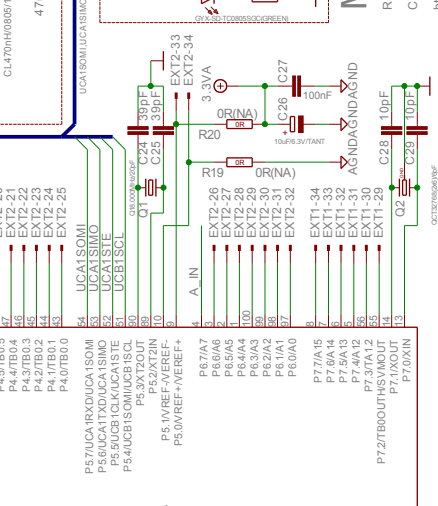 GYX-SD-TC0805SGC(GREEN)
CL470nH/0805/1
47
UCA1SOMI,UCA1SIMO
EXT2-33
EXT2-34
3.3VA
C27
100nF
AGND
AGND
AGND
C26
10uF/6.3V/TANT
0R(NA)
0R
R20
R19
0R
0R(NA)
39pF
39pF
C24
C25
Q1
10pF
10pF
C28
C29
Q2
EXT2-22
EXT2-23
EXT2-24
EXT2-25
UCA1SOMI
UCA1SIMO
UCA1STE
UCB1SCL
A_IN
EXT2-26
EXT2-27
EXT2-28
EXT2-29
EXT2-30
EXT2-31
EXT2-32
EXT1-34
EXT1-33
EXT1-32
EXT1-31
EXT1-30
EXT1-29
47
46
45
44
43
54
53
52
51
90
89
10
9
4
3
2
1
100
99
98
97
8
7
6
5
56
55
14
13
P4.5/TB0.5
P4.4/TB0.4
P4.3/TB0.3
P4.2/TB0.2
P4.1/TB0.1
P4.0/TB0.0
P5.7/UCA1RXD/UCA1SOMI
P5.6/UCA1TXD/UCA1SIMO
P5.5/UCB1CLK/UCA1STE
P5.4/UCB1SOMI/UCB1SCL
P5.3/XT2OUT
P5.2/XT2IN
P5.1/VREF-/VEREF-
P5.0/VREF+/VEREF+
P6.7/A7
P6.6/A6
P6.5/A5
P6.4/A4
P6.3/A3
P6.2/A2
P6.1/A1
P6.0/A0
P7.7/A15
P7.6/A14
P7.5/A13
P7.4/A12
P7.3/TA1.2
P7.2/TB0OUTH/SVMOUT
P7.1/XOUT
P7.0/XIN